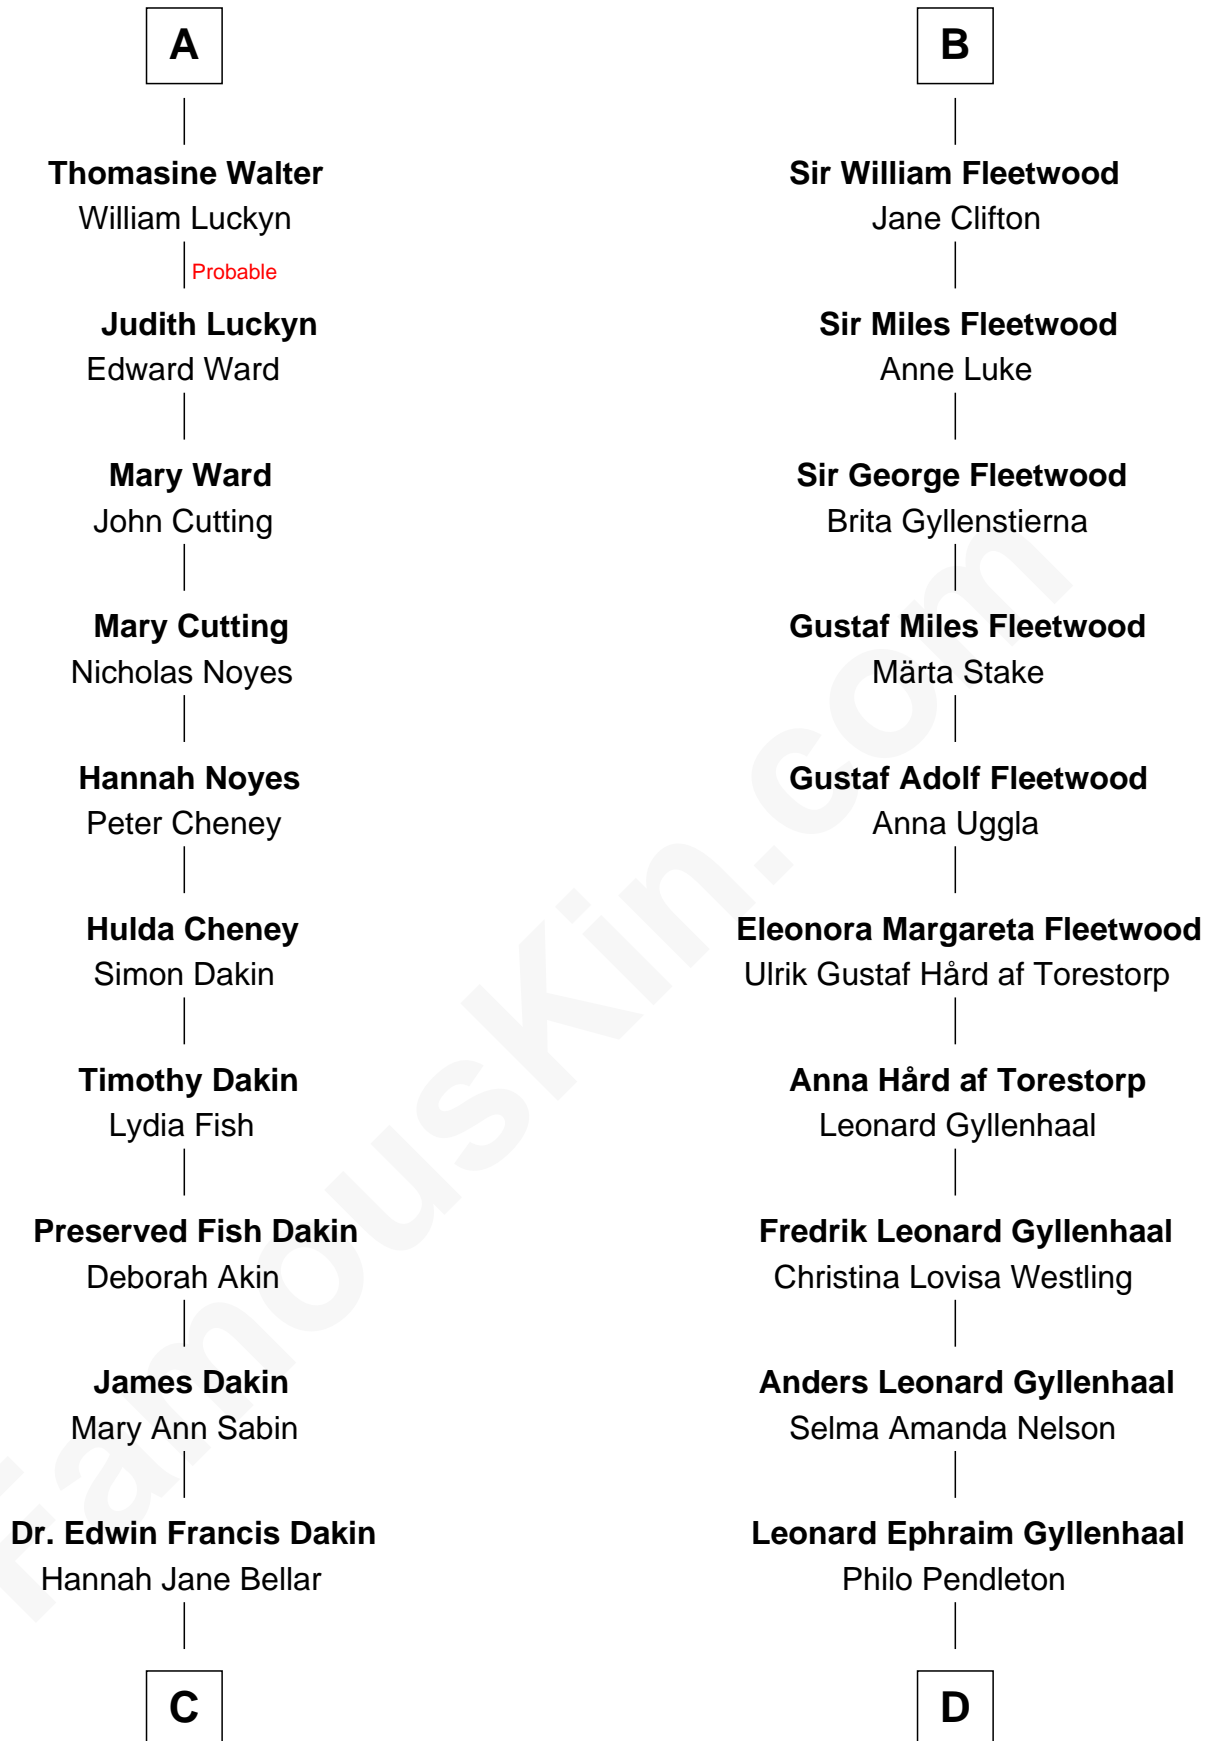 A
Thomasine Walter
William Luckyn
Probable
Judith Luckyn
Edward Ward
Mary Ward
John Cutting
Mary Cutting
Nicholas Noyes
Hannah Noyes
Peter Cheney
Hulda Cheney
Simon Dakin
Timothy Dakin
Lydia Fish
Preserved Fish Dakin
Deborah Akin
James Dakin
Mary Ann Sabin
Dr. Edwin Francis Dakin
Hannah Jane Bellar
C
B
Sir William Fleetwood
Jane Clifton
Sir Miles Fleetwood
Anne Luke
Sir George Fleetwood
Brita Gyllenstierna
Gustaf Miles Fleetwood
Märta Stake
Gustaf Adolf Fleetwood
Anna Uggla
Eleonora Margareta Fleetwood
Ulrik Gustaf Hård af Torestorp
Anna Hård af Torestorp
Leonard Gyllenhaal
Fredrik Leonard Gyllenhaal
Christina Lovisa Westling
Anders Leonard Gyllenhaal
Selma Amanda Nelson
Leonard Ephraim Gyllenhaal
Philo Pendleton
D
FamousKin.com